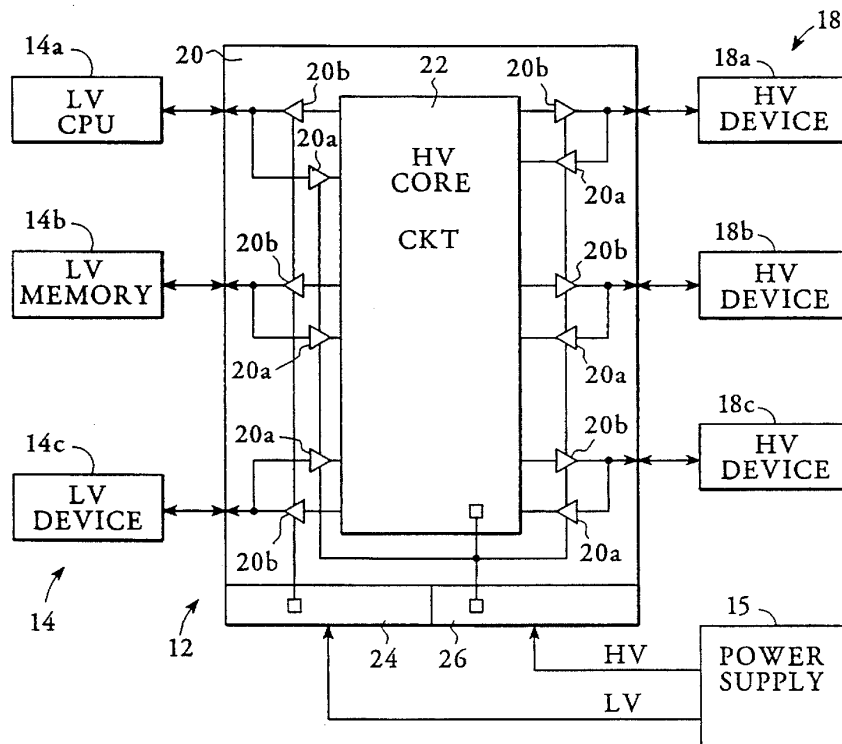 14a
20
20b
22
20b
18a
18
LV
CPU
HV
DEVICE
20a
HV
CORE
CKT
20a
14b
20b
20b
18b
LV
MEMORY
HV
DEVICE
20a
20a
14c
20a
20b
18c
LV
DEVICE
HV
DEVICE
20b
20a
14
12
24
26
15
HV
LV
POWER
SUPPLY